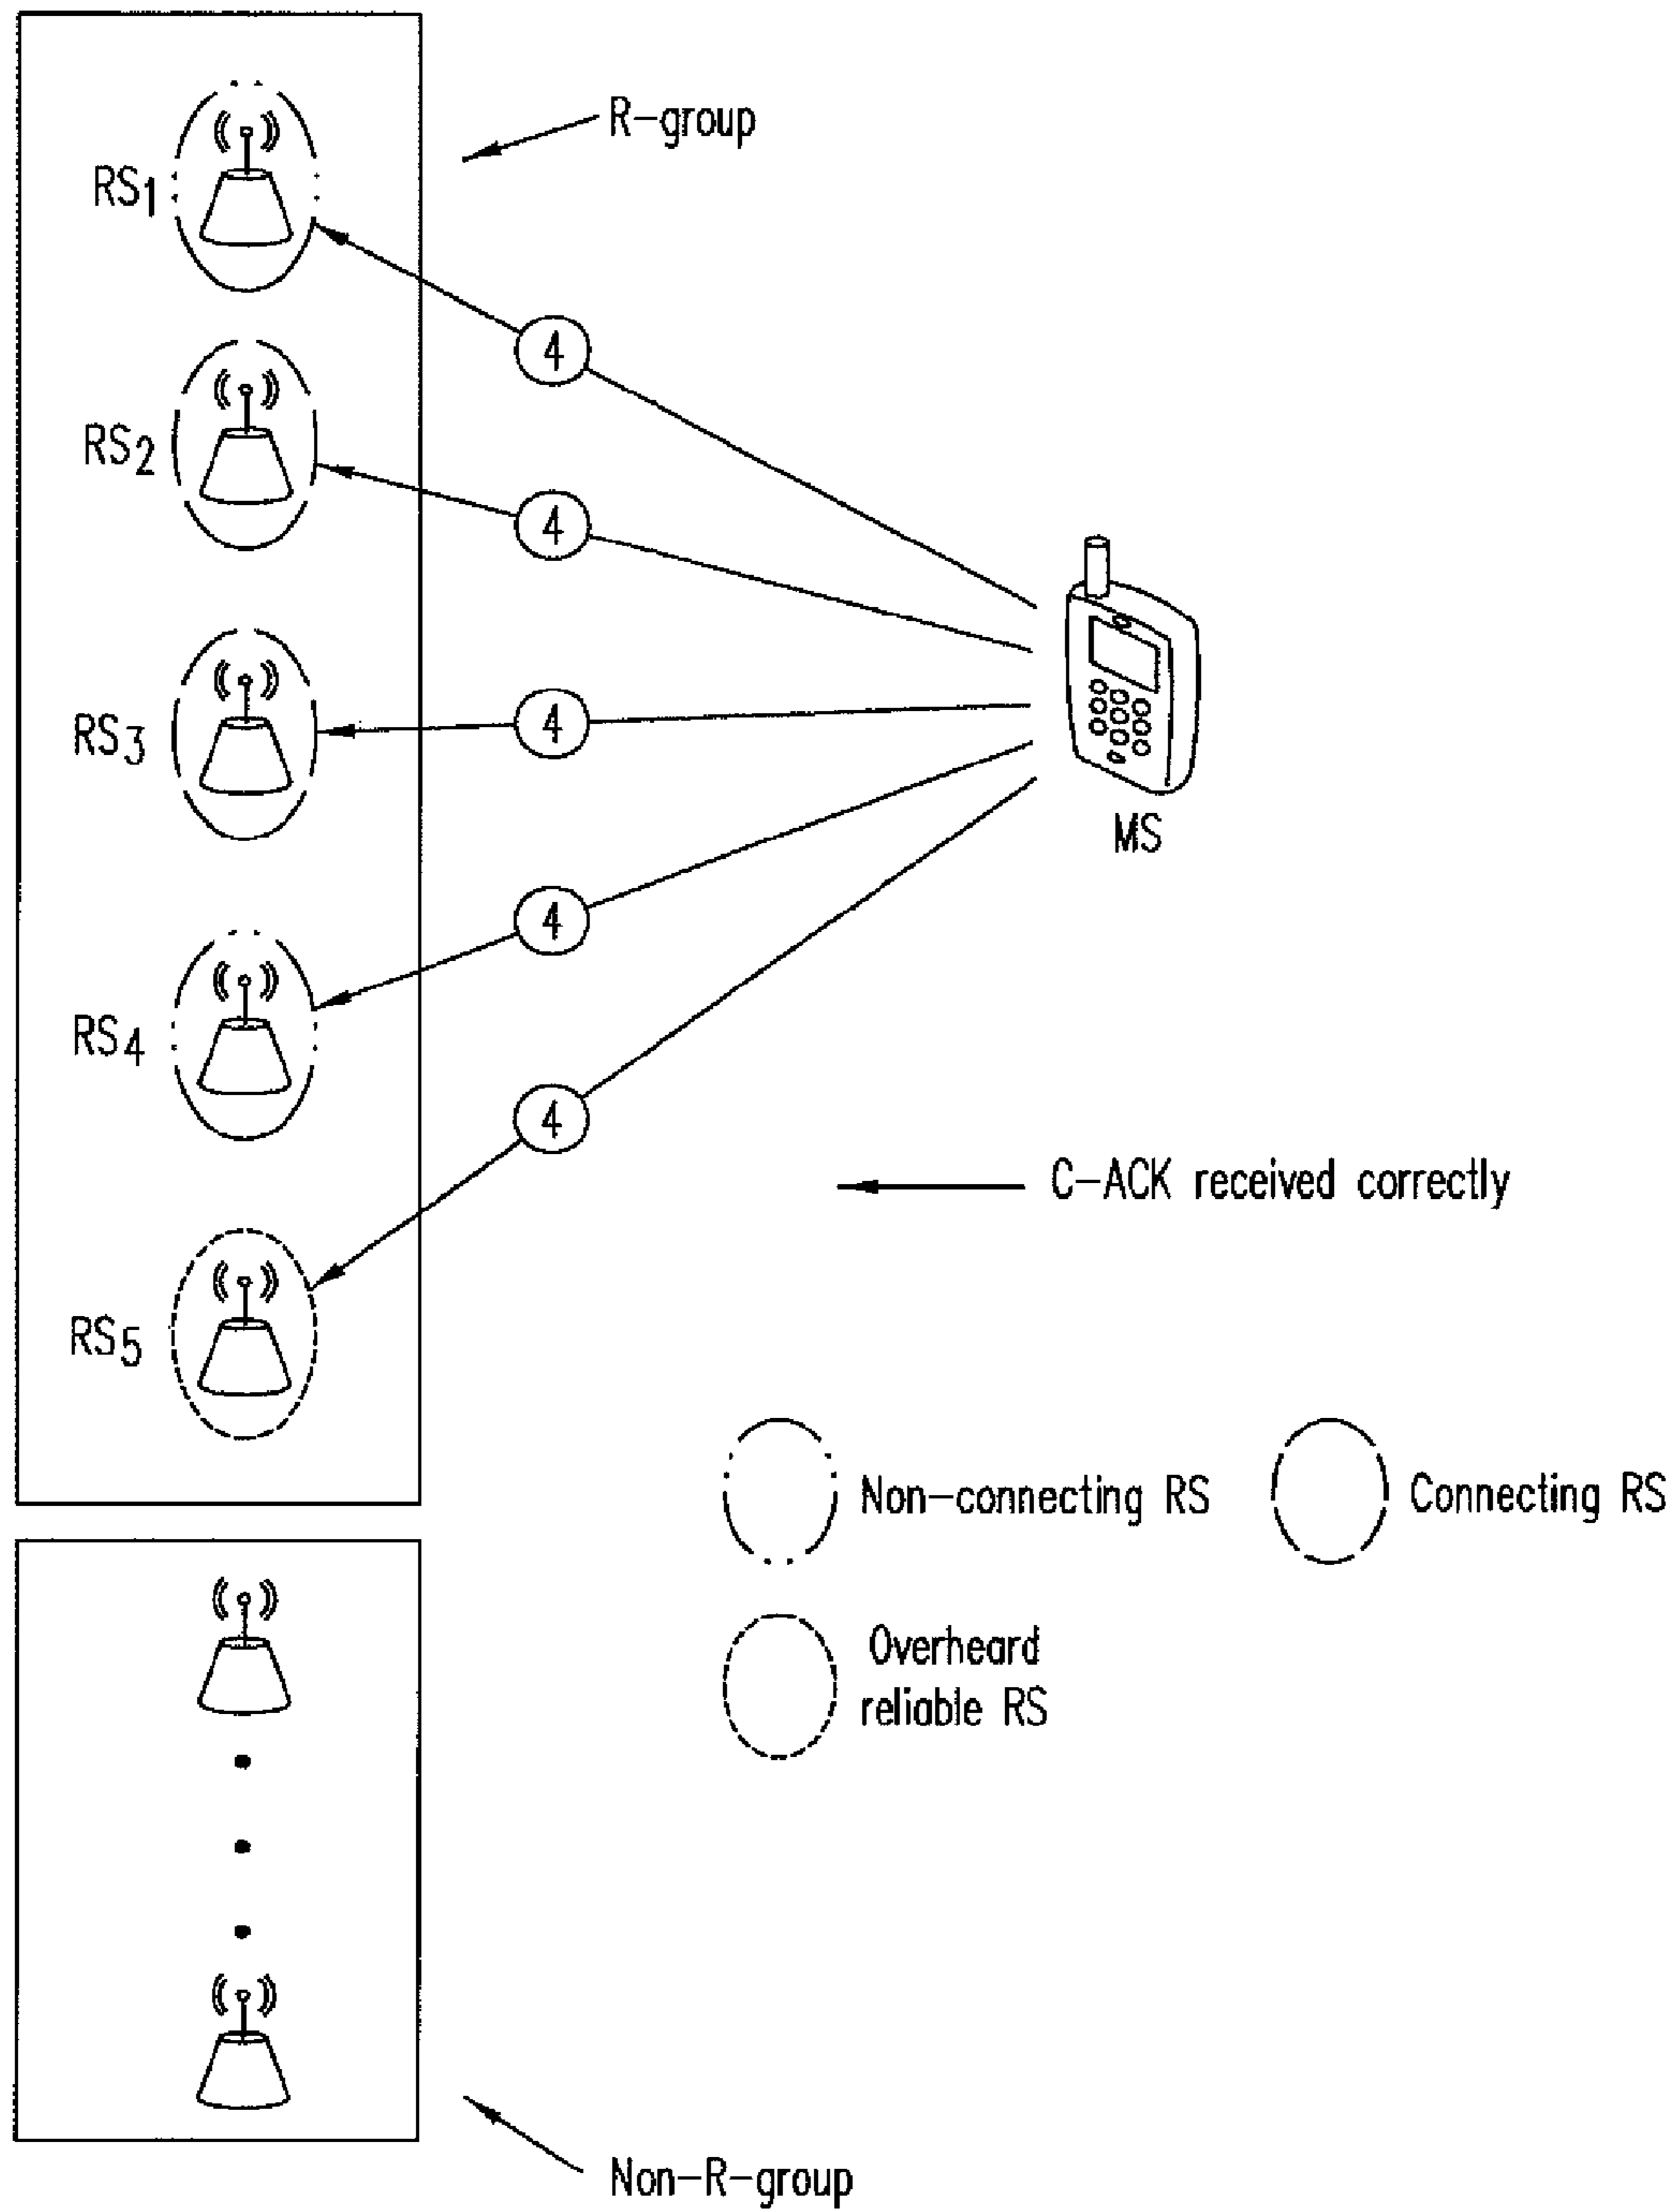 R-group
RS1
4
RS2
4
RS3
4
MS
RS4
4
4
C-ACK received correctly
RS5
Non-connecting RS
Connecting RS
Overheard
reliable RS
Non-R-group